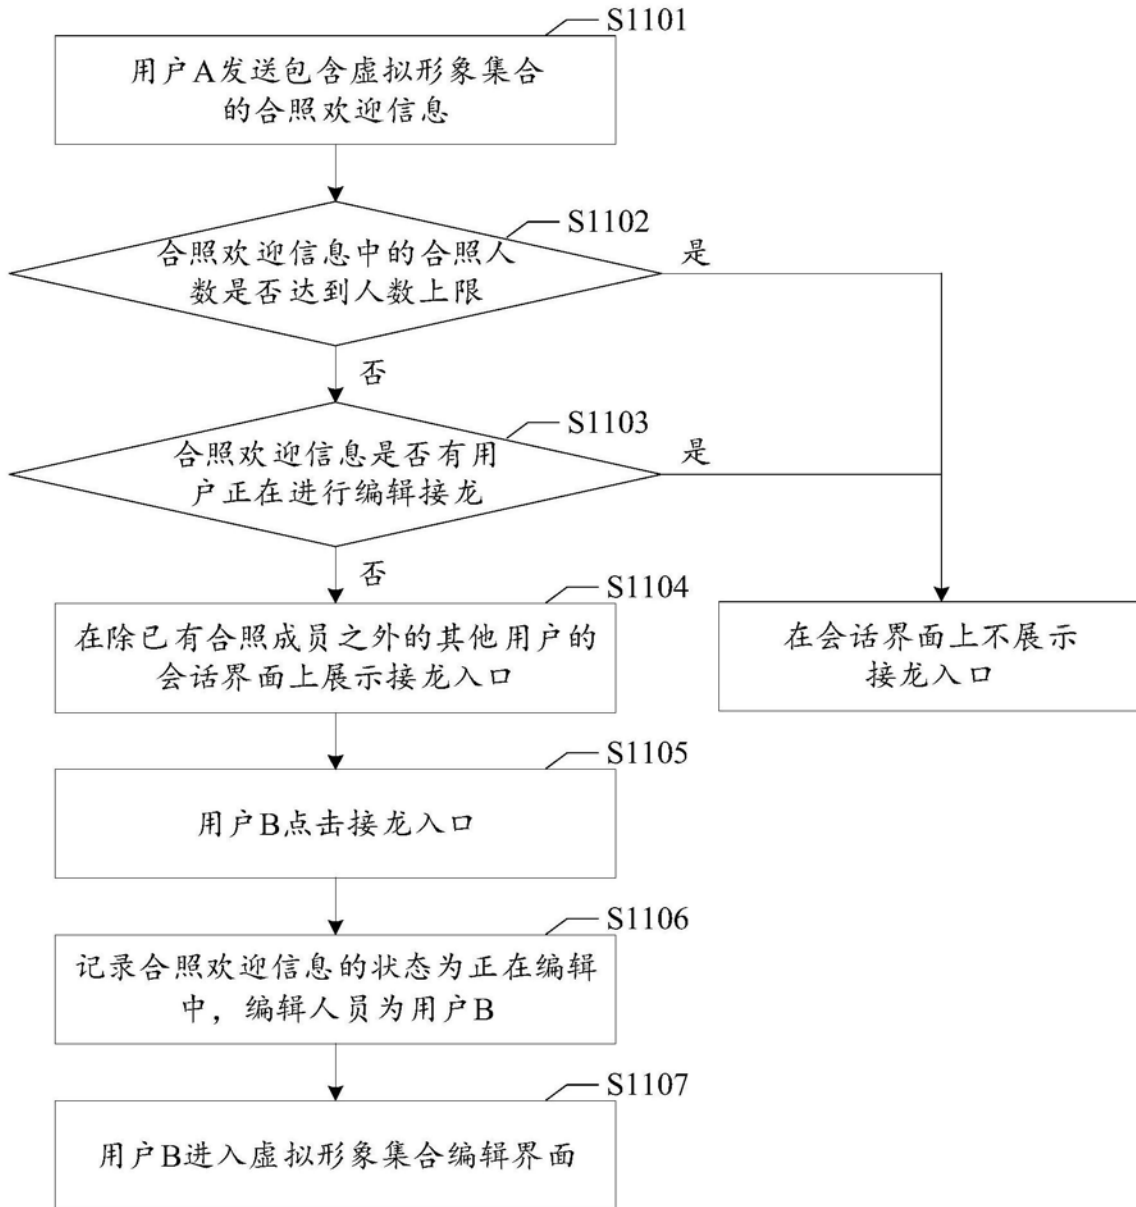 S1101
用户A发送包含虚拟形象集合
的合照欢迎信息
S1102
合照欢迎信息中的合照人
数是否达到人数上限
是
否
S1103
合照欢迎信息是否有用
户正在进行编辑接龙
是
否
S1104
在除已有合照成员之外的其他用户的
会话界面上展示接龙入口
在会话界面上不展示
接龙入口
S1105
用户B点击接龙入口
S1106
记录合照欢迎信息的状态为正在编辑
中，编辑人员为用户B
S1107
用户B进入虚拟形象集合编辑界面